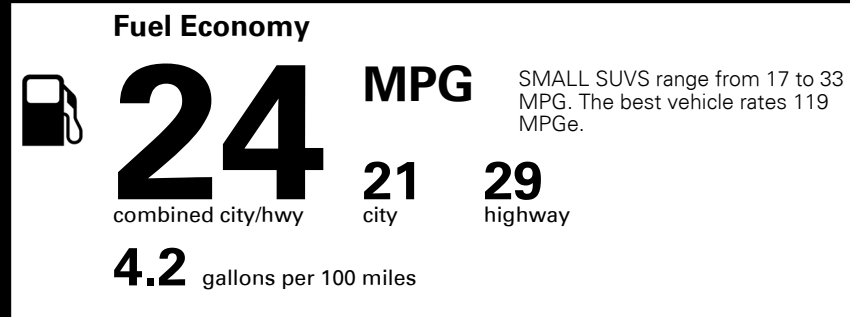 Fuel Economy
24 MPG
SMALL SUVS range from 17 to 33
MPG. The best vehicle rates 119
MPGe.
combined city/hwy
21
city
29
highway
4.2 gallons per 100 miles